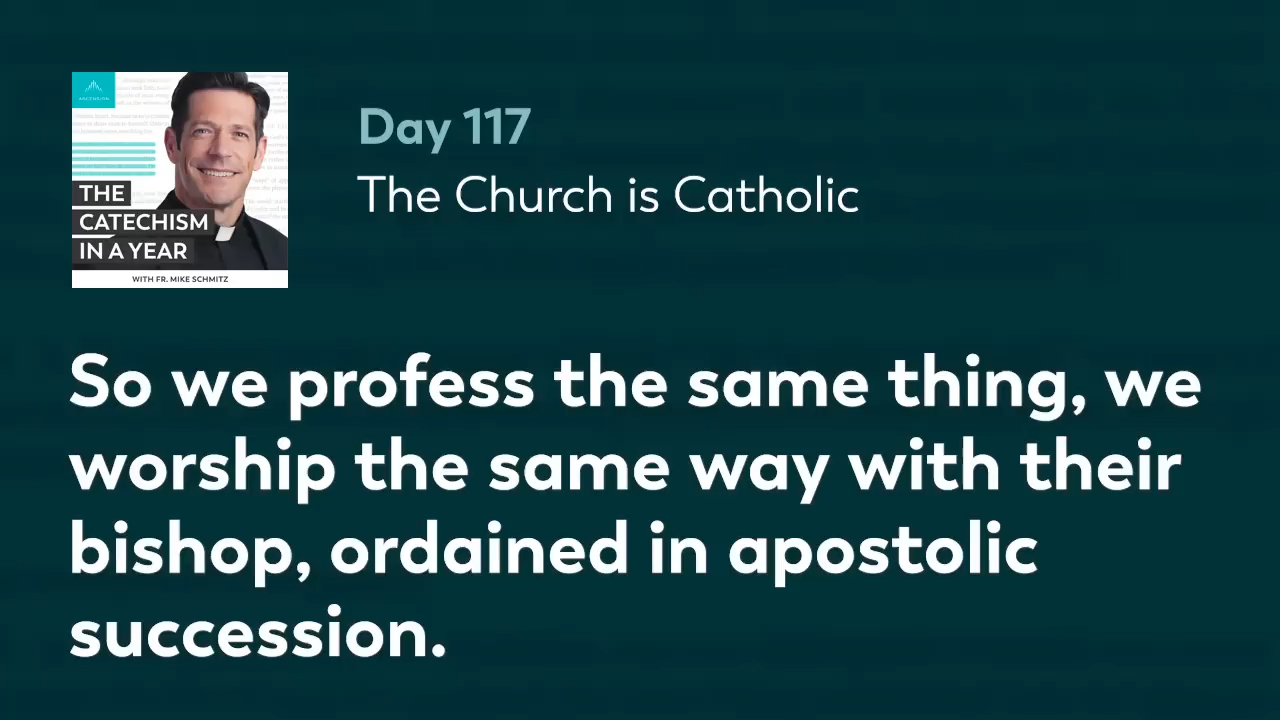 ASCENSION
THE
CATECHISM
IN A YEAR
WITH FR. MIKE SCHMITZ
Day 117
The Church is Catholic
So we profess the same thing, we
worship the same way with their
bishop, ordained in apostolic
succession.